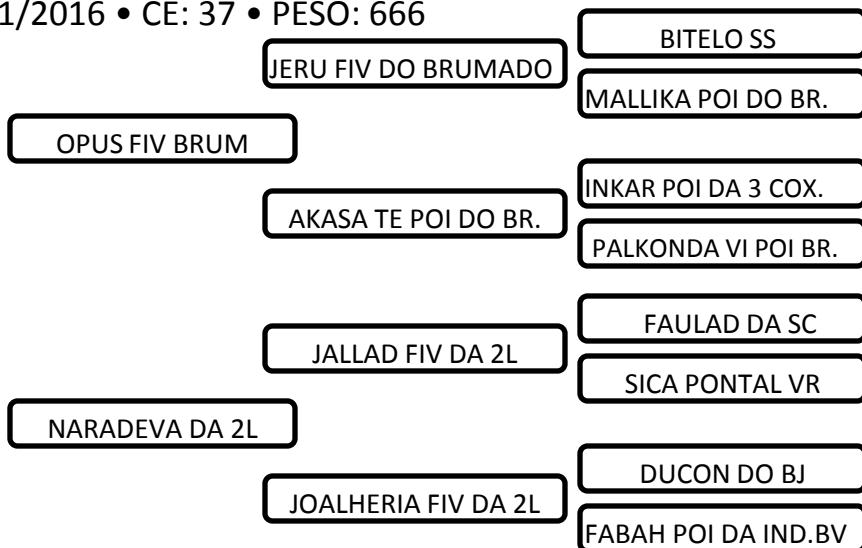 1/2016 • CE: 37 • PESO: 666
BITELO SS
JERU FIV DO BRUMADO
MALLIKA POI DO BR.
OPUS FIV BRUM
INKAR POI DA 3 COX.
AKASA TE POI DO BR.
PALKONDA VI POI BR.
FAULAD DA SC
JALLAD FIV DA 2L
SICA PONTAL VR
NARADEVA DA 2L
DUCON DO BJ
JOALHERIA FIV DA 2L
FABAH POI DA IND.BV